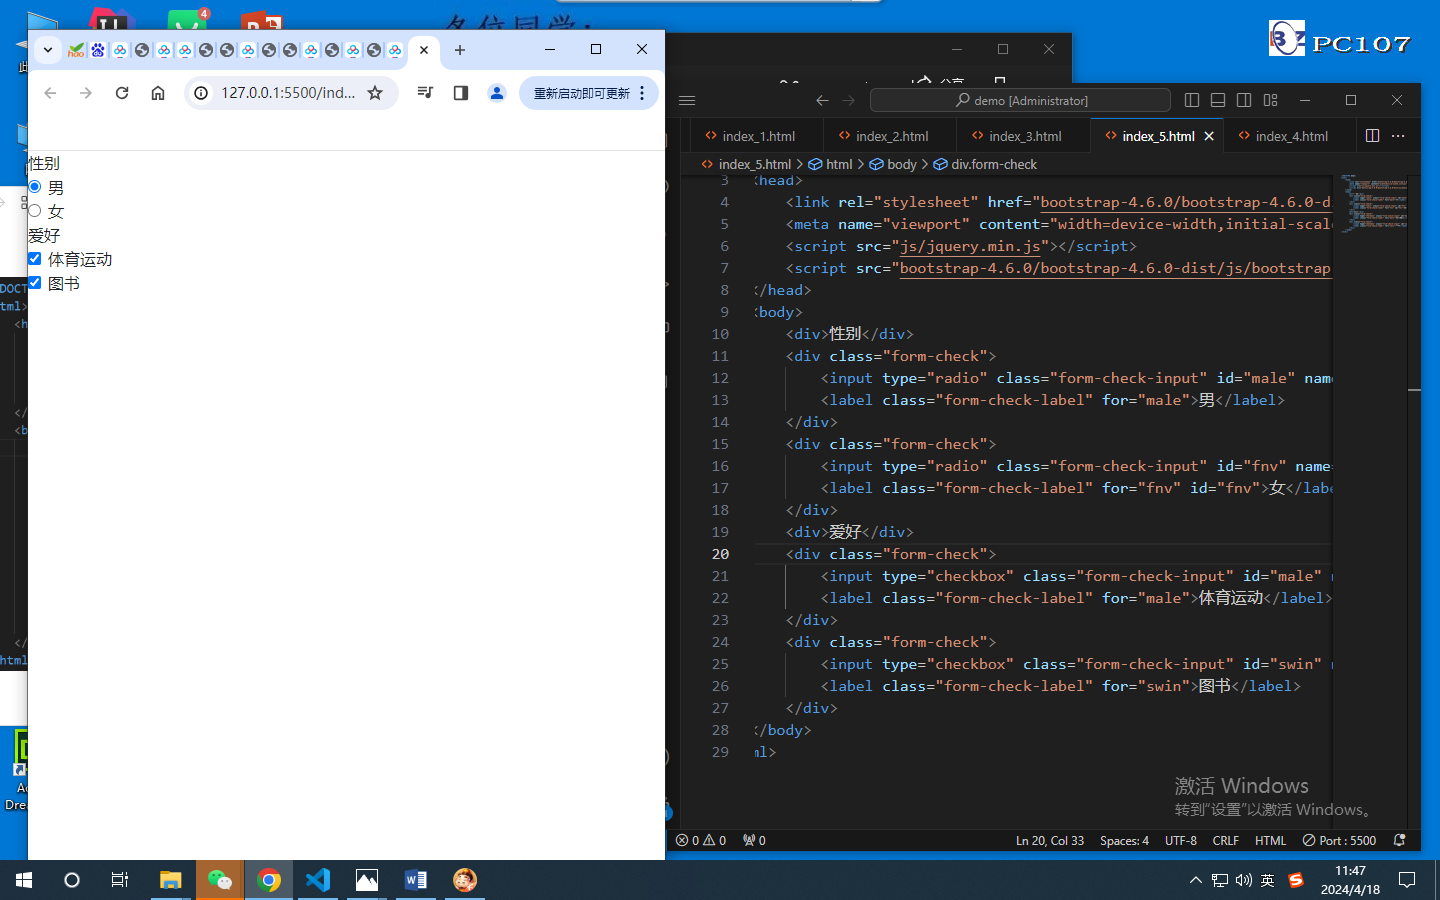 各位同学：
PC107
4
127.0.0.1:5500/ind...
重新启动即可更新
性别
男
女
爱好
体育运动
图书
demo [Administrator]
index_1.html
index_2.html
index_3.html
index_5.html
index_4.html
index_5.html > html > body > div.form-check
3 <head>
4 <link rel="stylesheet" href="bootstrap-4.6.0/bootstrap-4.6.0-di
5 <meta name="viewport" content="width=device-width,initial-scale
6 <script src="js/jquery.min.js"></script>
7 <script src="bootstrap-4.6.0/bootstrap-4.6.0-dist/js/bootstrap
8 </head>
9 <body>
10 <div>性别</div>
11 <div class="form-check">
12 <input type="radio" class="form-check-input" id="male" name
13 <label class="form-check-label" for="male">男</label>
14 </div>
15 <div class="form-check">
16 <input type="radio" class="form-check-input" id="fnv" name=
17 <label class="form-check-label" for="fnv" id="fnv">女</labe
18 </div>
19 <div>爱好</div>
20 <div class="form-check">
21 <input type="checkbox" class="form-check-input" id="male" n
22 <label class="form-check-label" for="male">体育运动</label>
23 </div>
24 <div class="form-check">
25 <input type="checkbox" class="form-check-input" id="swin" n
26 <label class="form-check-label" for="swin">图书</label>
27 </div>
28 </body>
29 ml>
激活 Windows
转到"设置"以激活 Windows。
0 0 0
Ln 20, Col 33
Spaces: 4
UTF-8
CRLF
HTML
Port : 5500
英
11:47
2024/4/18